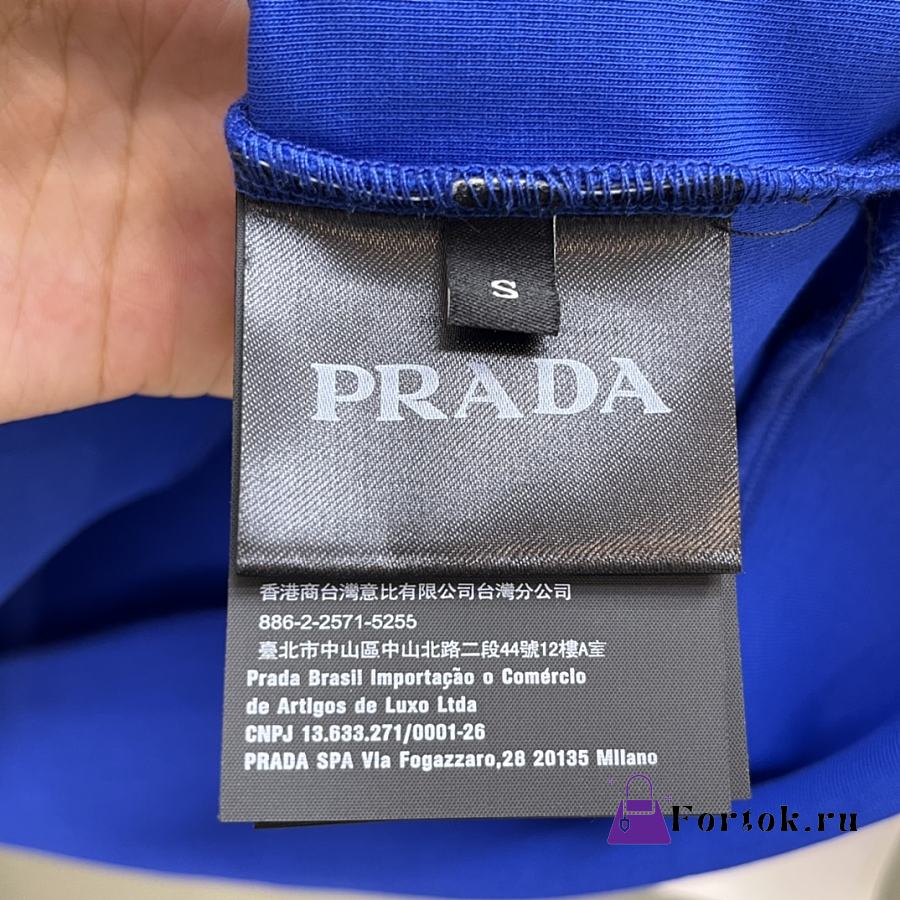 S
PRADA
香港商台灣意比有限公司台灣分公司
886-2-2571-5255
臺北市中山區中山北路二段44號12樓A室
Prada Brasil Importação o Comércio
de Artigos de Luxo Ltda
CNPJ 13.633.271/0001-26
PRADA SPA Via Fogazzaro,28 20135 Milano
Fortok.ru